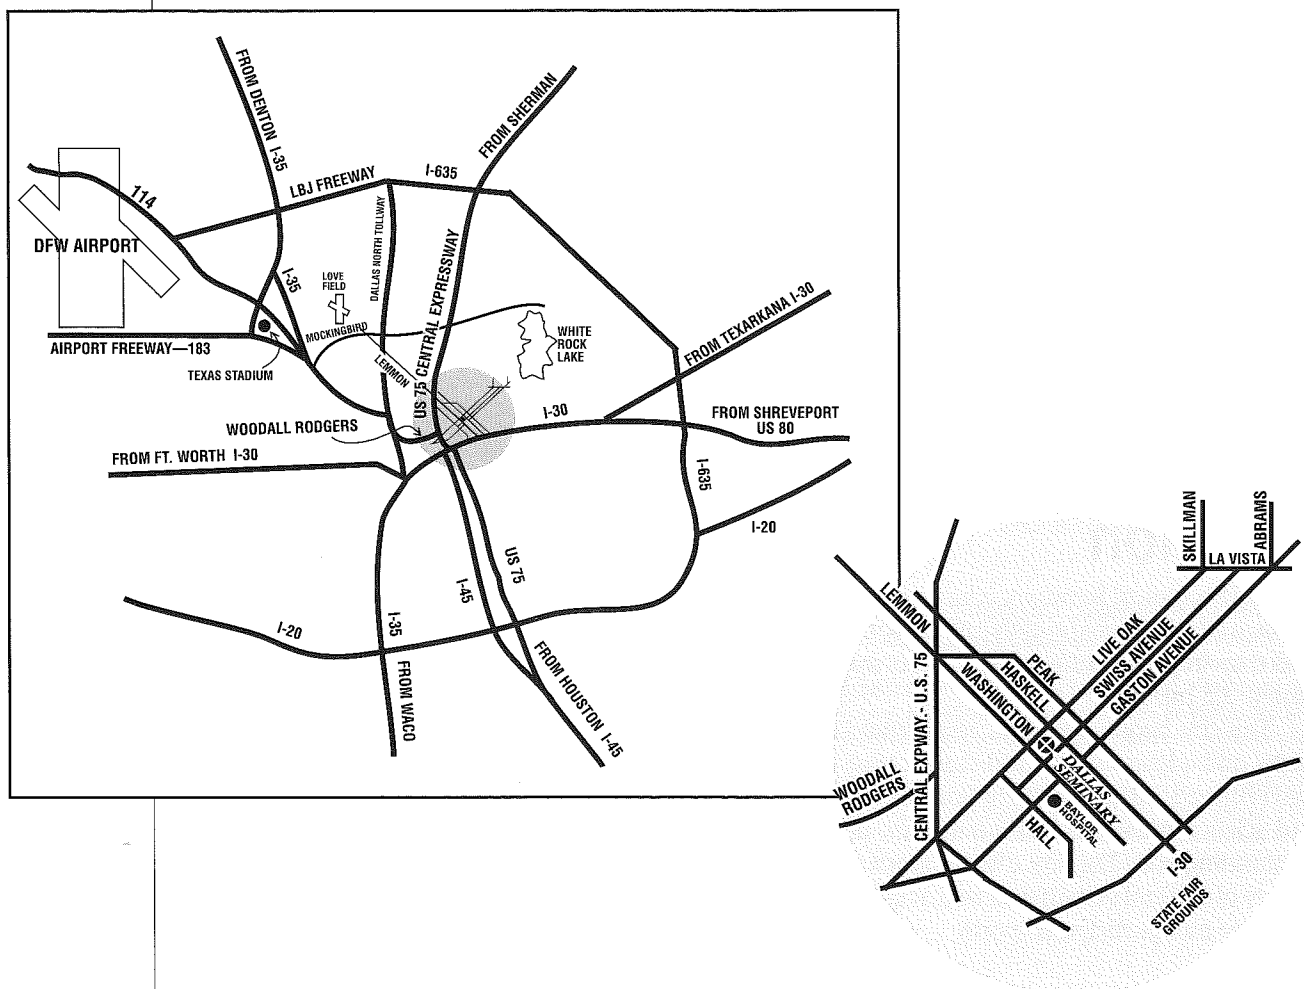 FROM DENTON I-35
FROM SHERMAN
LBJ FREEWAY
I-635
114
DFW AIRPORT
I-35
LOVE
FIELD
DALLAS NORTH TOLLWAY
US 75 CENTRAL EXPRESSWAY
MOCKINGBIRD
FROM TEXARKANA I-30
WHITE
ROCK
LAKE
AIRPORT FREEWAY—183
TEXAS STADIUM
LEMMON
WOODALL RODGERS
I-30
FROM SHREVEPORT
US 80
FROM FT. WORTH I-30
I-635
I-20
US 75
I-45
I-20
I-35
FROM WACO
FROM HOUSTON I-45
SKILLMAN
ABRAMS
LA VISTA
LEMMON
LIVE OAK
SWISS AVENUE
GASTON AVENUE
PEAK
HASKELL
WASHINGTON
CENTRAL EXPWAY. - U.S. 75
DALLAS
SEMINARY
WOODALL
RODGERS
BAYLOR
HOSPITAL
HALL
I-30
STATE FAIR
GROUNDS